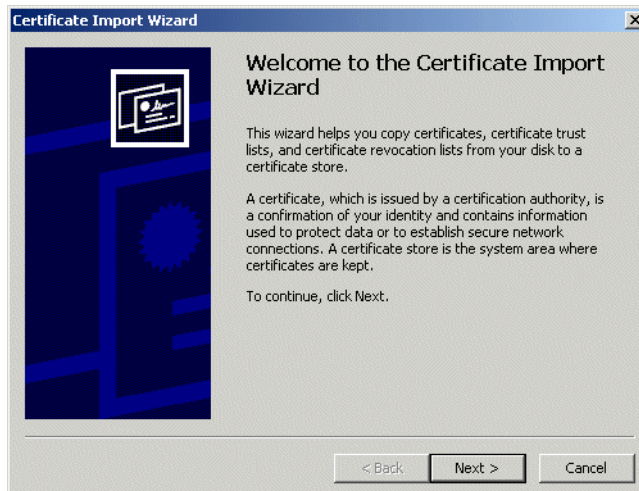 Certificate Import Wizard
Welcome to the Certificate Import
Wizard
This wizard helps you copy certificates, certificate trust
lists, and certificate revocation lists from your disk to a
certificate store.
A certificate, which is issued by a certification authority, is
a confirmation of your identity and contains information
used to protect data or to establish secure network
connections. A certificate store is the system area where
certificates are kept.
To continue, click Next.
< Back Next > Cancel